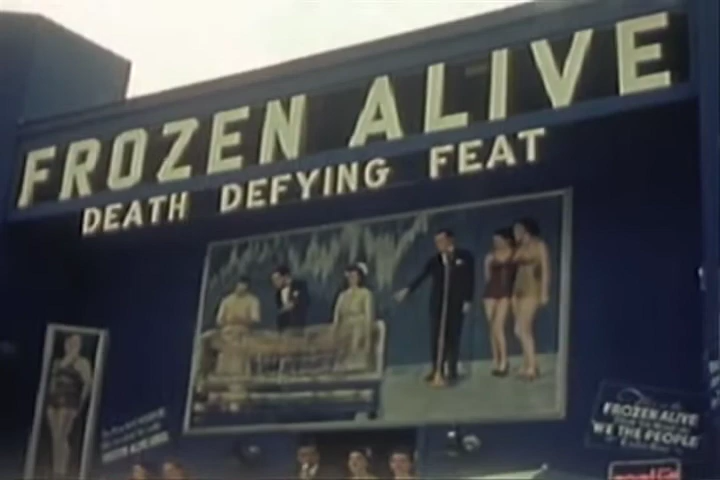 FROZEN ALIVE
DEATH DEFYING FEAT
FROZEN ALIVE
WE THE PEOPLE